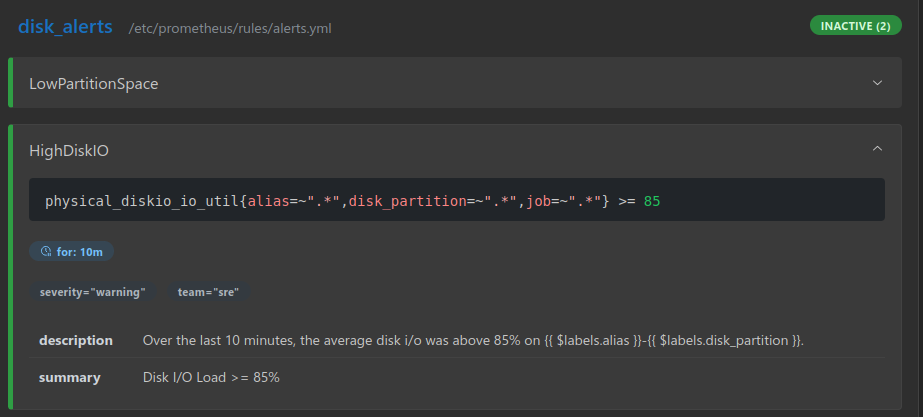 disk_alerts /etc/prometheus/rules/alerts.yml INACTIVE (2)
LowPartitionSpace
HighDiskIO
physical_diskio_io_util{alias=~".*",disk_partition=~".*",job=~".*"} >= 85
for: 10m
severity="warning" team="sre"
description Over the last 10 minutes, the average disk i/o was above 85% on {{ $labels.alias }}-{{ $labels.disk_partition }}.
summary Disk I/O Load >= 85%